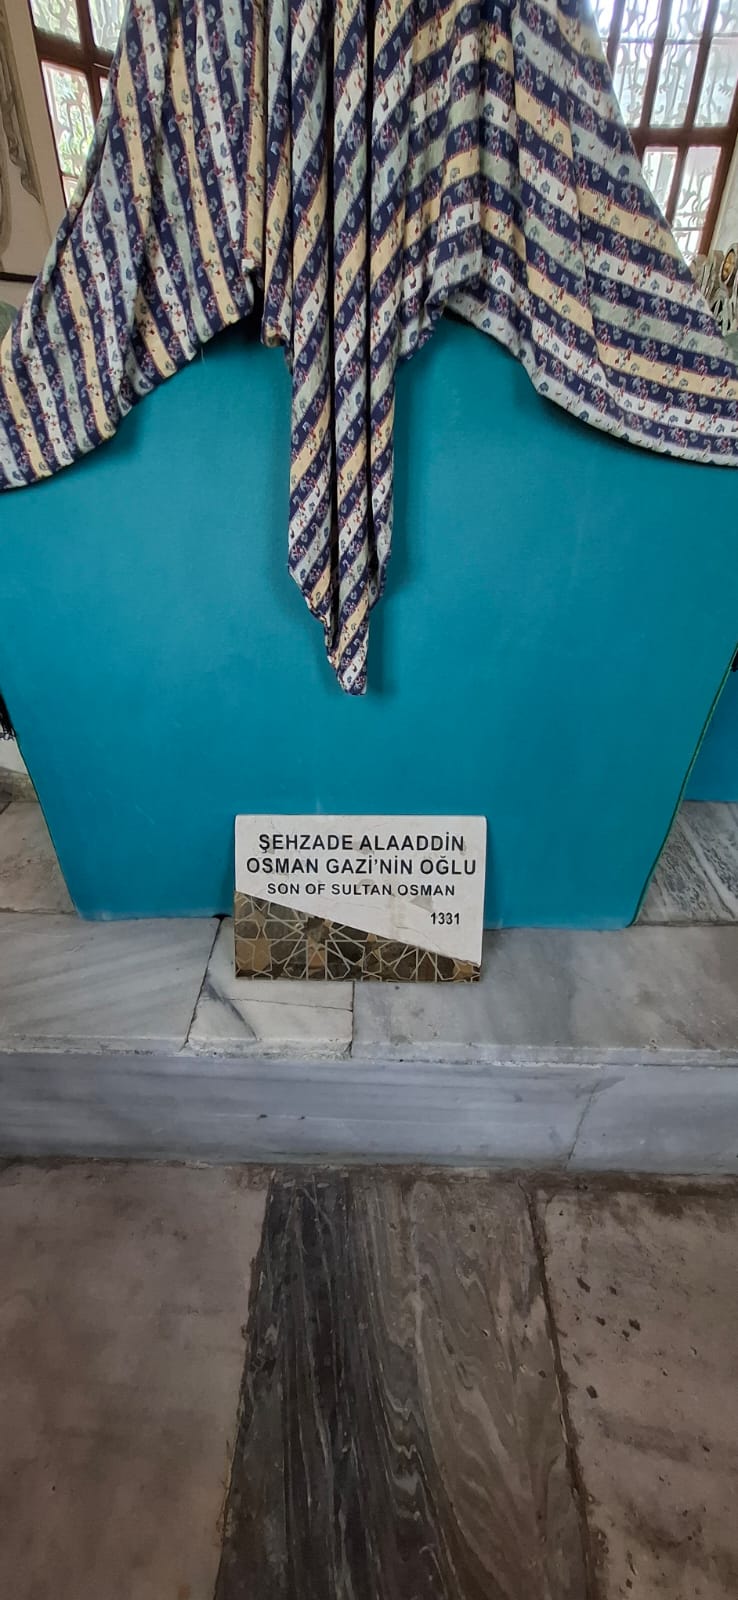 ŞEHZADE ALAADDİN
OSMAN GAZİ'NİN OĞLU
SON OF SULTAN OSMAN
1331